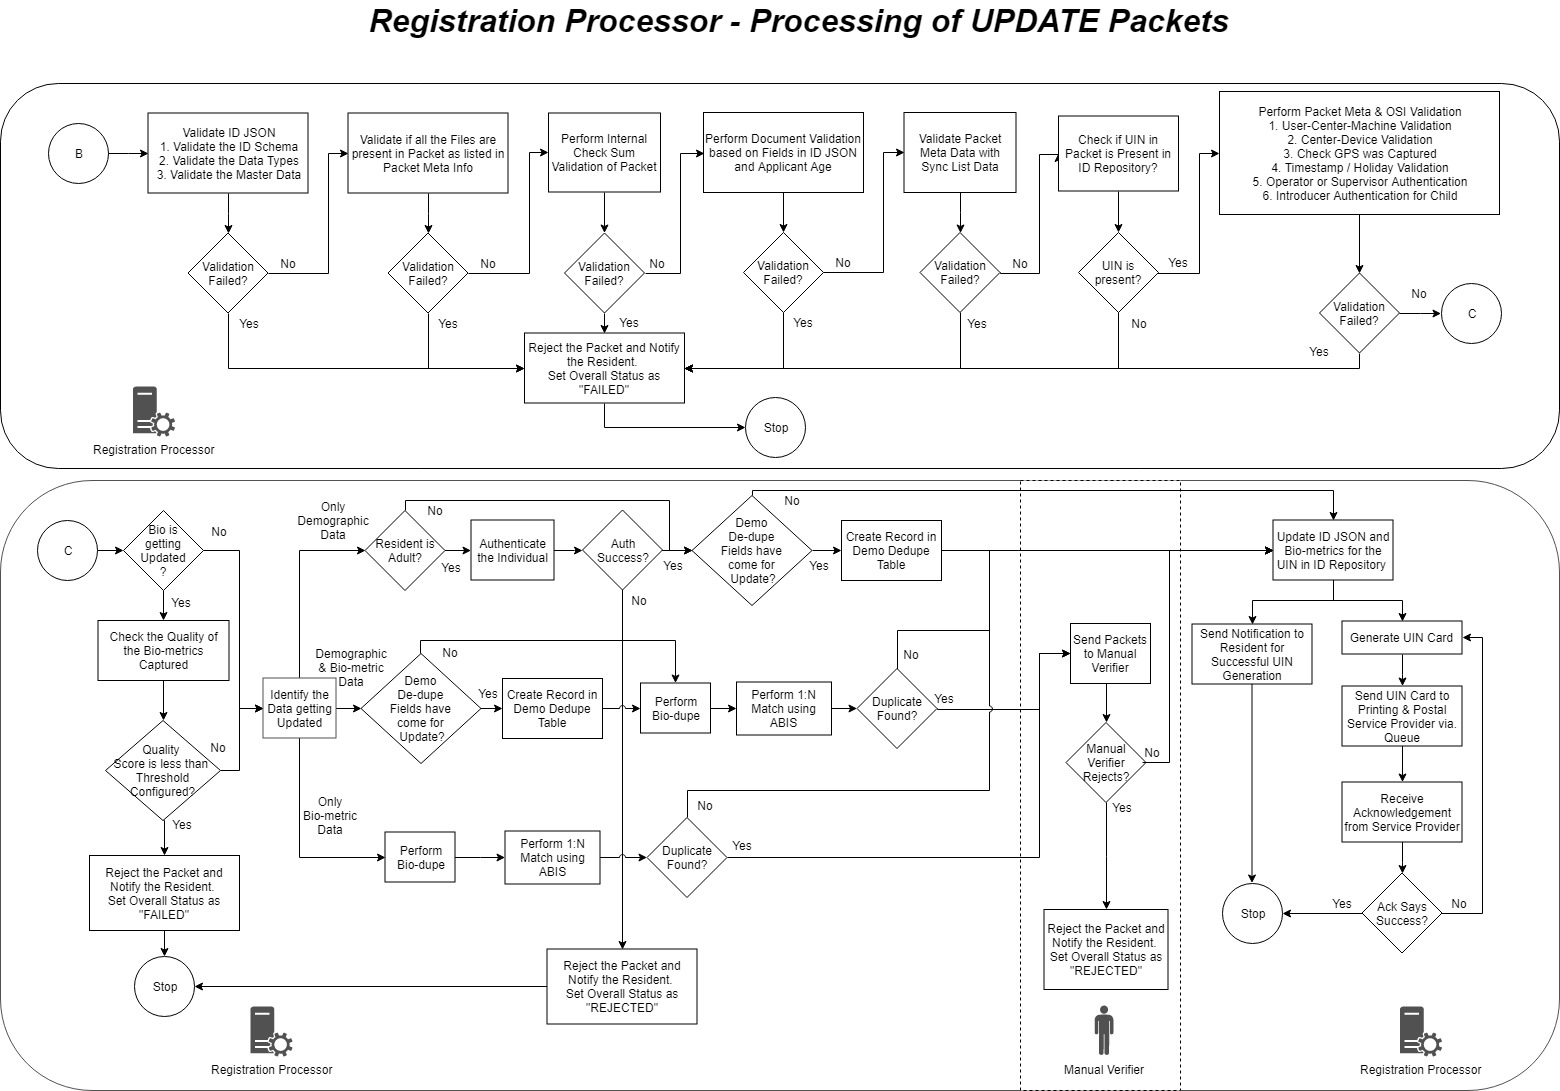 Registration Processor - Processing of UPDATE Packets
B
Validate ID JSON
1. Validate the ID Schema
2. Validate the Data Types
3. Validate the Master Data
Validate if all the Files are
present in Packet as listed in
Packet Meta Info
Perform Internal
Check Sum
Validation of Packet
Perform Document Validation
based on Fields in ID JSON
and Applicant Age
Validate Packet
Meta Data with
Sync List Data
Check if UIN in
Packet is Present in
ID Repository?
Perform Packet Meta & OSI Validation
1. User-Center-Machine Validation
2. Center-Device Validation
3. Check GPS was Captured
4. Timestamp / Holiday Validation
5. Operator or Supervisor Authentication
6. Introducer Authentication for Child
Validation
Failed?
No
Yes
Validation
Failed?
No
Yes
Validation
Failed?
No
Yes
Validation
Failed?
No
Yes
Validation
Failed?
No
Yes
UIN is
present?
Yes
No
Validation
Failed?
No
Yes
C
Reject the Packet and Notify
the Resident.
Set Overall Status as
"FAILED"
Stop
Registration Processor
C
Bio is
getting
Updated
?
No
Yes
Check the Quality of
the Bio-metrics
Captured
Quality
Score is less than
Threshold
Configured?
No
Yes
Reject the Packet and
Notify the Resident.
Set Overall Status as
"FAILED"
Stop
Identify the
Data getting
Updated
Only
Demographic
Data
Resident is
Adult?
No
Yes
Authenticate
the Individual
Auth
Success?
Yes
No
Demo
De-dupe
Fields have
come for
Update?
No
Yes
Create Record in
Demo Dedupe
Table
Demographic
& Bio-metric
Data
Demo
De-dupe
Fields have
come for
Update?
No
Yes
Create Record in
Demo Dedupe
Table
Perform
Bio-dupe
Perform 1:N
Match using
ABIS
Duplicate
Found?
No
Yes
Only
Bio-metric
Data
Perform
Bio-dupe
Perform 1:N
Match using
ABIS
Duplicate
Found?
No
Yes
Reject the Packet and
Notify the Resident.
Set Overall Status as
"REJECTED"
Registration Processor
Send Packets
to Manual
Verifier
Manual
Verifier
Rejects?
No
Yes
Reject the Packet and
Notify the Resident.
Set Overall Status as
"REJECTED"
Manual Verifier
Update ID JSON and
Bio-metrics for the
UIN in ID Repository
Send Notification to
Resident for
Successful UIN
Generation
Generate UIN Card
Send UIN Card to
Printing & Postal
Service Provider via.
Queue
Receive
Acknowledgement
from Service Provider
Ack Says
Success?
Yes
No
Stop
Registration Processor